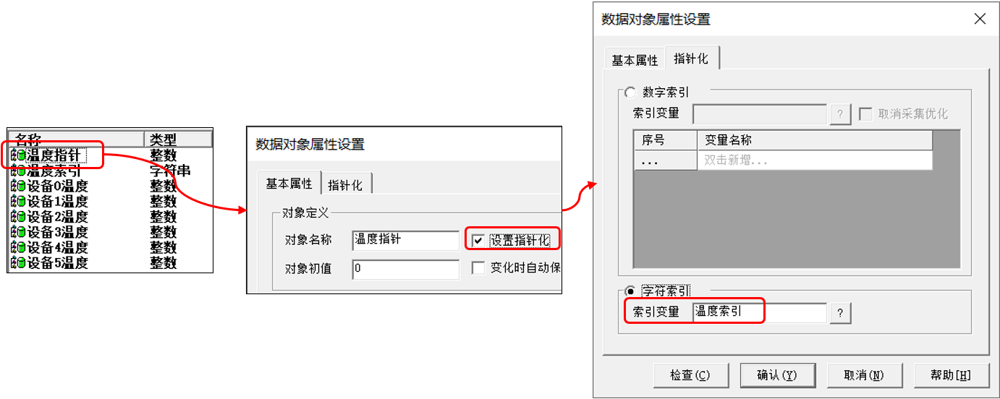 名称 类型
温度指针 整数
温度索引 字符串
设备0温度 整数
设备1温度 整数
设备2温度 整数
设备3温度 整数
设备4温度 整数
设备5温度 整数
数据对象属性设置
基本属性 指针化
对象定义
对象名称 温度指针 设置指针化
对象初值 0 变化时自动保
数据对象属性设置
基本属性 指针化
数字索引
索引变量 ? 取消采集优化
序号 变量名称
... 双击新增...
字符索引
索引变量 温度索引 ?
检查(C) 确认(Y) 取消(N) 帮助[H]